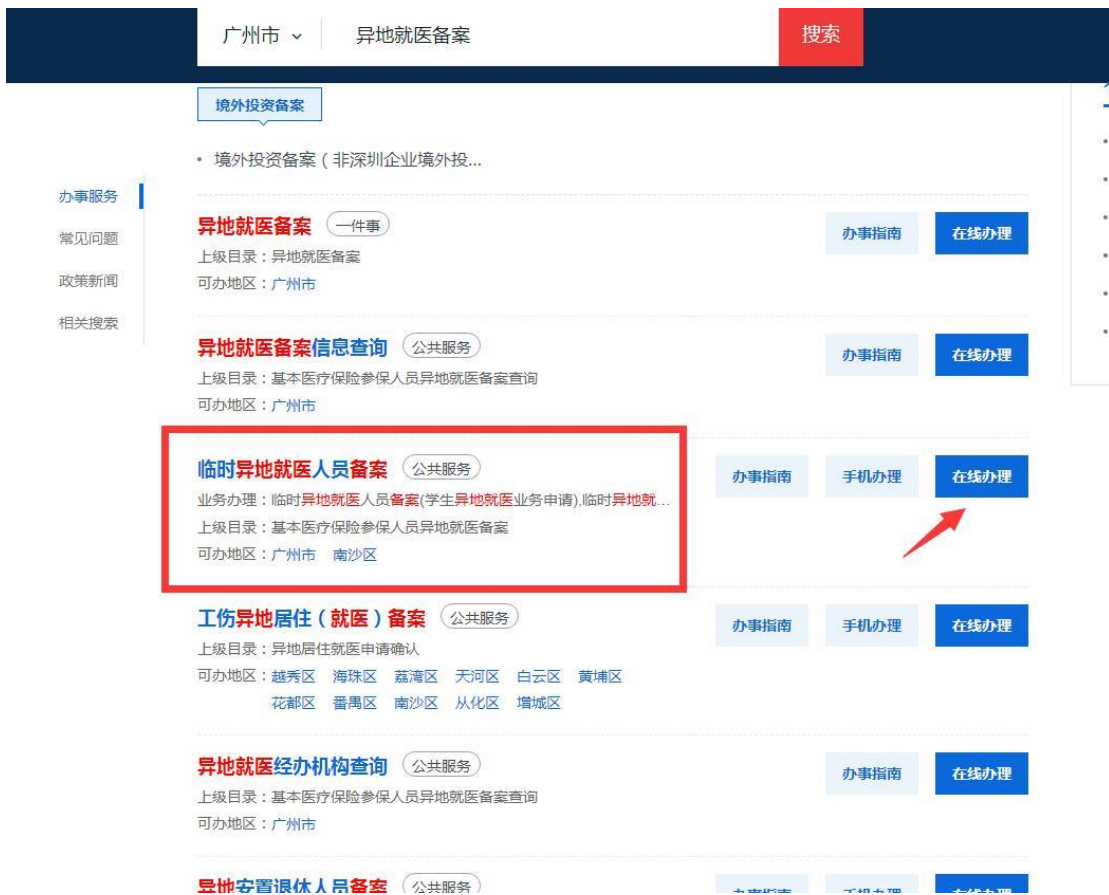 广州市 异地就医备案 搜索
境外投资备案
• 境外投资备案（非深圳企业境外投...
办事服务
常见问题
政策新闻
相关搜索
异地就医备案 一件事 办事指南 在线办理
上级目录：异地就医备案
可办地区：广州市
异地就医备案信息查询 公共服务 办事指南 在线办理
上级目录：基本医疗保险参保人员异地就医备案查询
可办地区：广州市
临时异地就医人员备案 公共服务 办事指南 手机办理 在线办理
业务办理：临时异地就医人员备案(学生异地就医业务申请),临时异地就...
上级目录：基本医疗保险参保人员异地就医备案
可办地区：广州市 南沙区
工伤异地居住（就医）备案 公共服务 办事指南 手机办理 在线办理
上级目录：异地居住就医申请确认
可办地区：越秀区 海珠区 荔湾区 天河区 白云区 黄埔区
花都区 番禺区 南沙区 从化区 增城区
异地就医经办机构查询 公共服务 办事指南 在线办理
上级目录：基本医疗保险参保人员异地就医备案查询
可办地区：广州市
异地安置退休人员备案 公共服务 办事指南 手机办理 在线办理